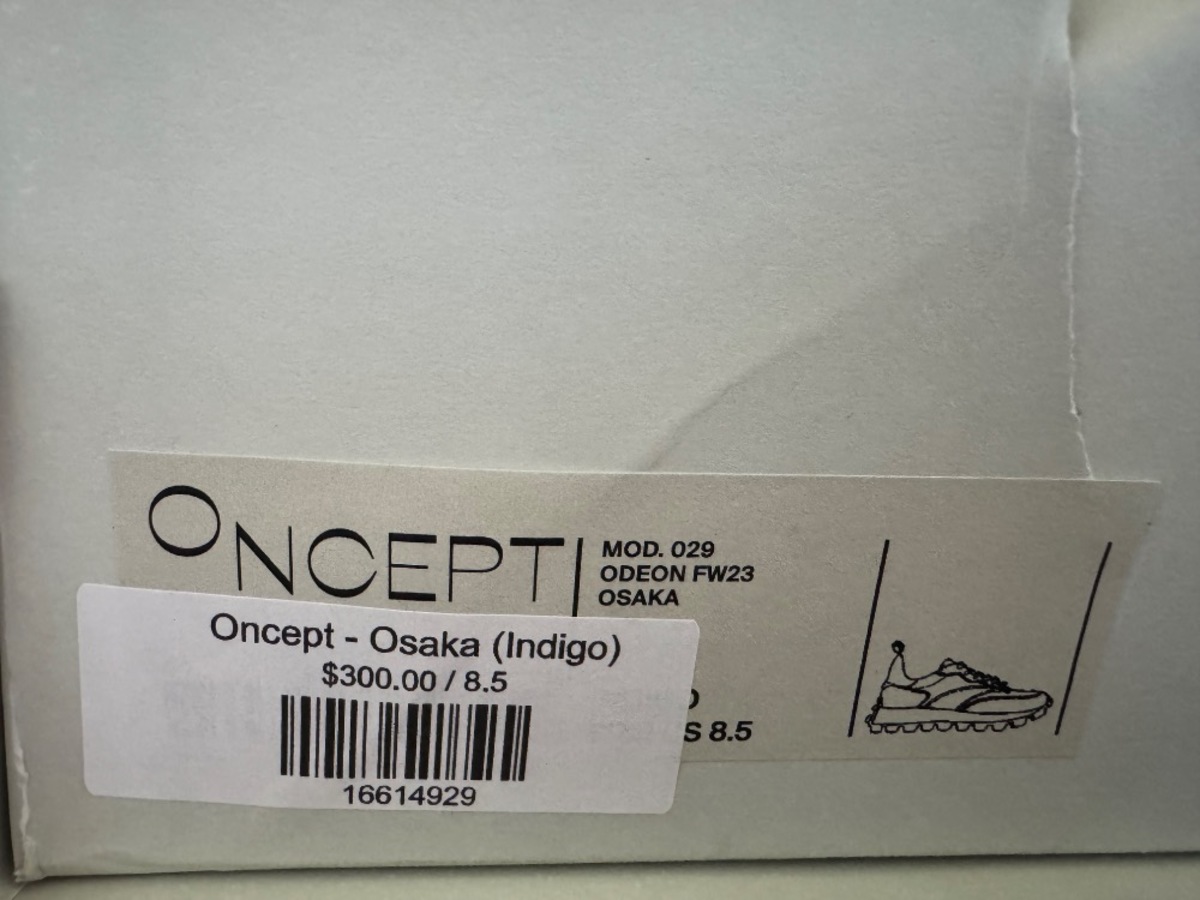 ONCEPT
MOD. 029
ODEON FW23
OSAKA
S 8.5
Oncept - Osaka (Indigo)
$300.00 / 8.5
16614929